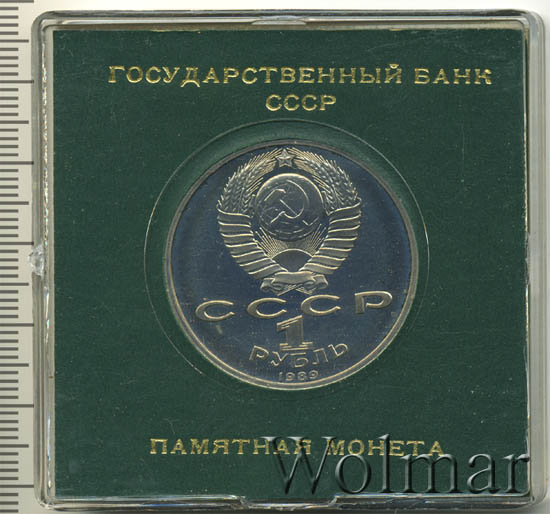 ГОСУДАРСТВЕННЫЙ БАНК
СССР
СССР
1
РУБЛЬ
1989
ПАМЯТНАЯ МОНЕТА
Wolmar